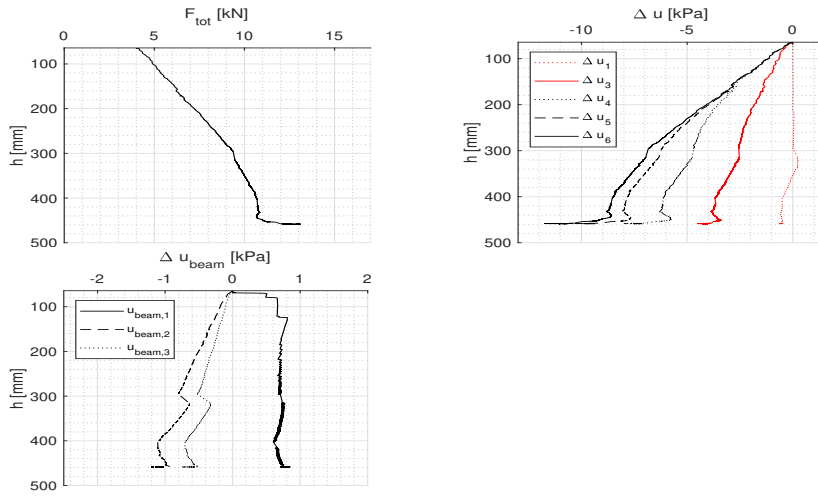 F_tot [kN]
0 5 10 15
100
200
300
400
500
h [mm]
Δ u [kPa]
-10 -5 0
100
200
300
400
500
h [mm]
Δ u_1
Δ u_3
Δ u_4
Δ u_5
Δ u_6
Δ u_beam [kPa]
-2 -1 0 1 2
100
200
300
400
500
h [mm]
u_beam,1
u_beam,2
u_beam,3